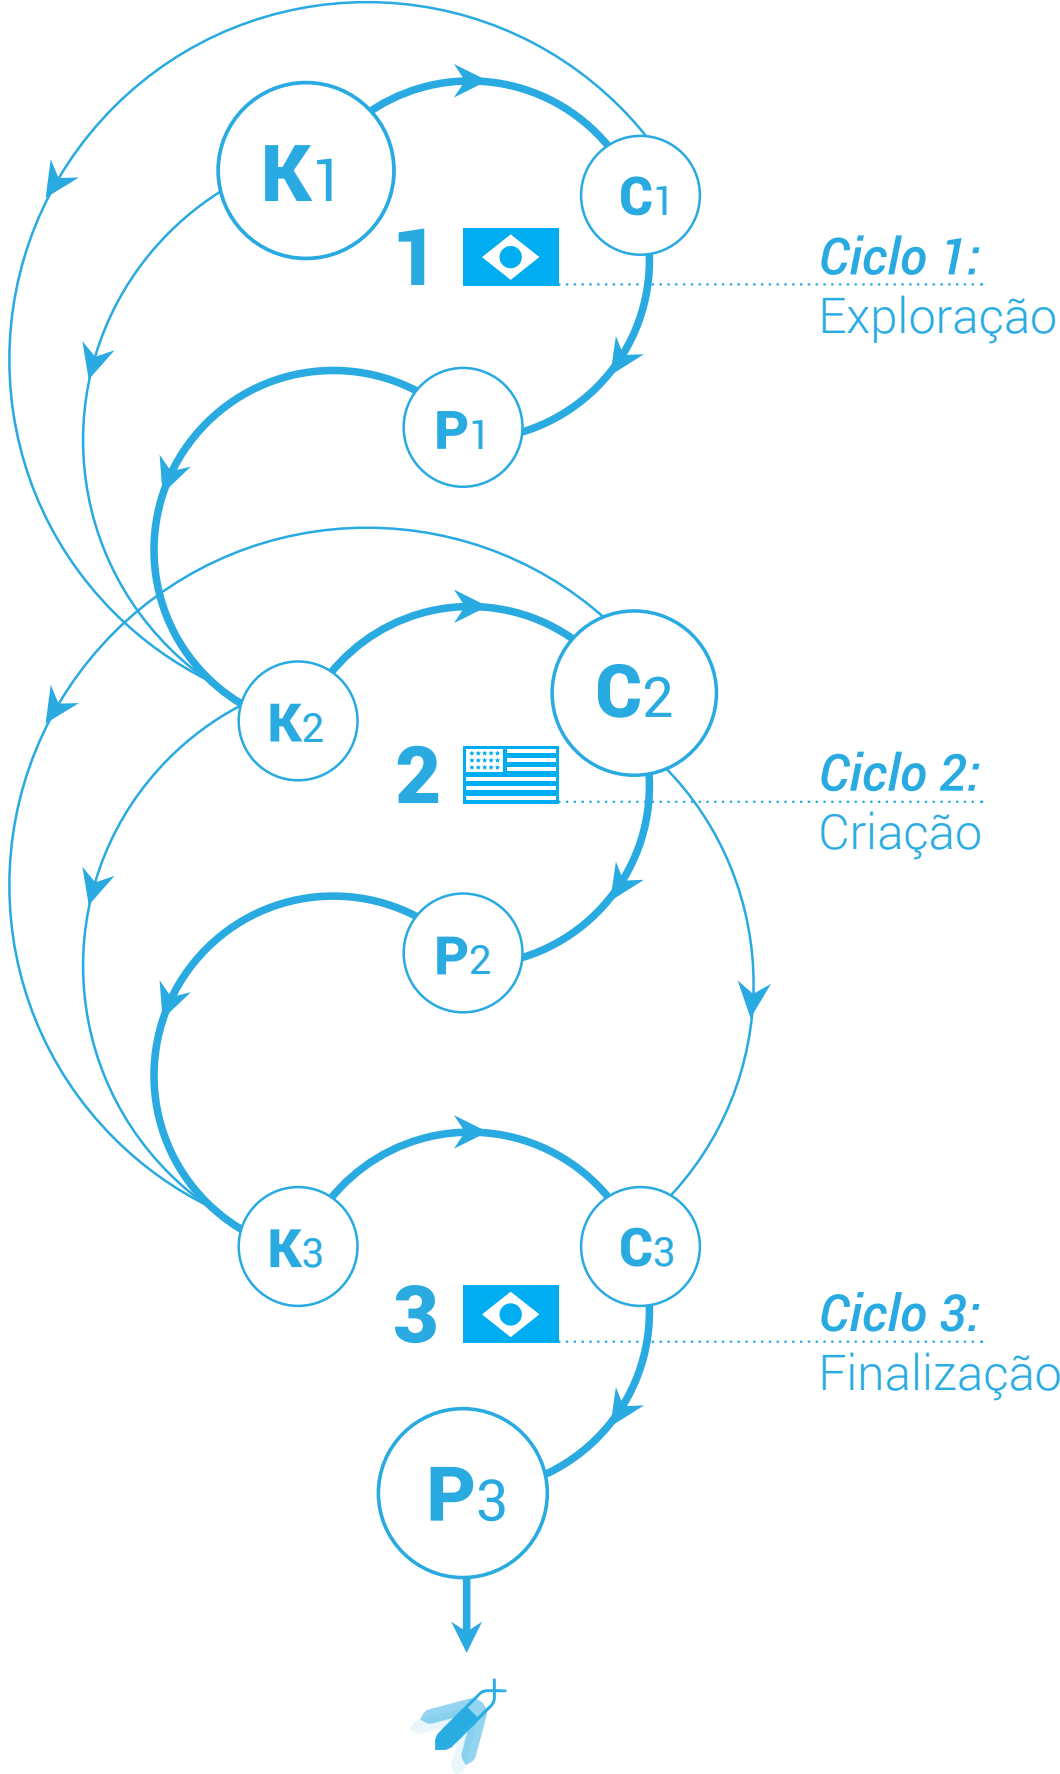 K1
C1
1
Ciclo 1:
Exploração
P1
K2
C2
2
Ciclo 2:
Criação
P2
K3
C3
3
Ciclo 3:
Finalização
P3